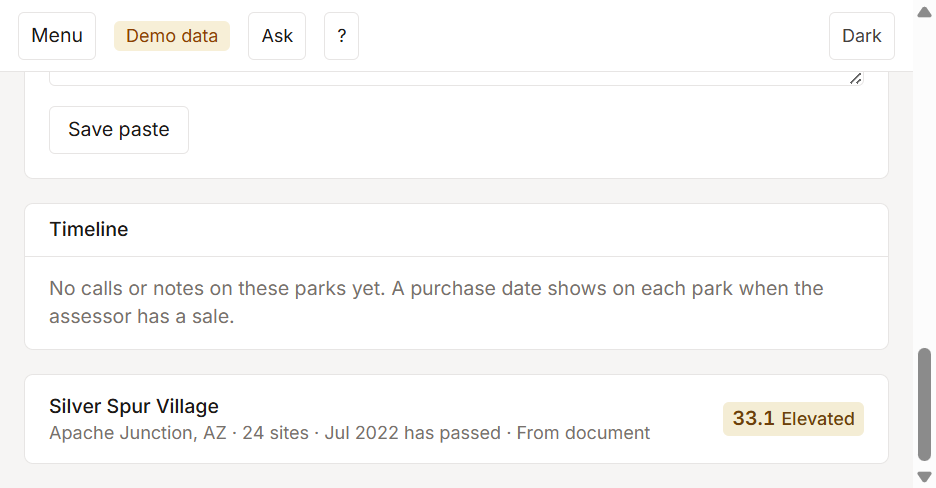 Menu
Demo data
Ask
?
Dark
Save paste
Timeline
No calls or notes on these parks yet. A purchase date shows on each park when the
assessor has a sale.
Silver Spur Village
Apache Junction, AZ · 24 sites · Jul 2022 has passed · From document
33.1 Elevated